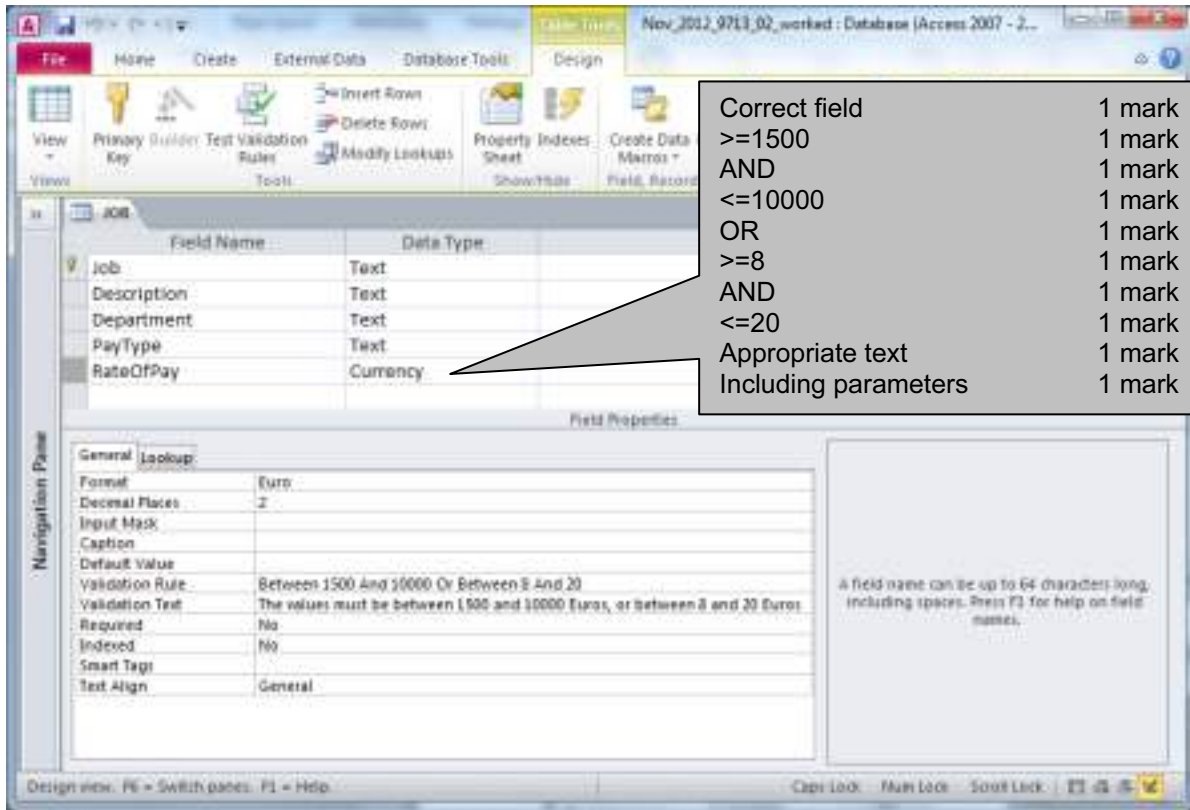 Nov_2012_9713_02_worked : Database (Access 2007 - 2...
File Home Create External Data Database Tools Design
View Primary Key Builder Test Validation Rules Insert Rows Delete Rows Modify Lookups Property Sheet Indexes Create Data Macros
Views Tools Show/Hide Field, Record
Correct field 1 mark
>=1500 1 mark
AND 1 mark
<=10000 1 mark
OR 1 mark
>=8 1 mark
AND 1 mark
<=20 1 mark
Appropriate text 1 mark
Including parameters 1 mark
JOB
Field Name Data Type
Job Text
Description Text
Department Text
PayType Text
RateOfPay Currency
Field Properties
Navigation Pane
General Lookup
Format Euro
Decimal Places 2
Input Mask
Caption
Default Value
Validation Rule Between 1500 And 10000 Or Between 8 And 20
Validation Text The values must be between 1500 and 10000 Euros, or between 8 and 20 Euros
Required No
Indexed No
Smart Tags
Text Align General
A field name can be up to 64 characters long,
including spaces. Press F1 for help on field
names.
Design view. F6 = Switch panes. F1 = Help. Caps Lock Num Lock Scroll Lock